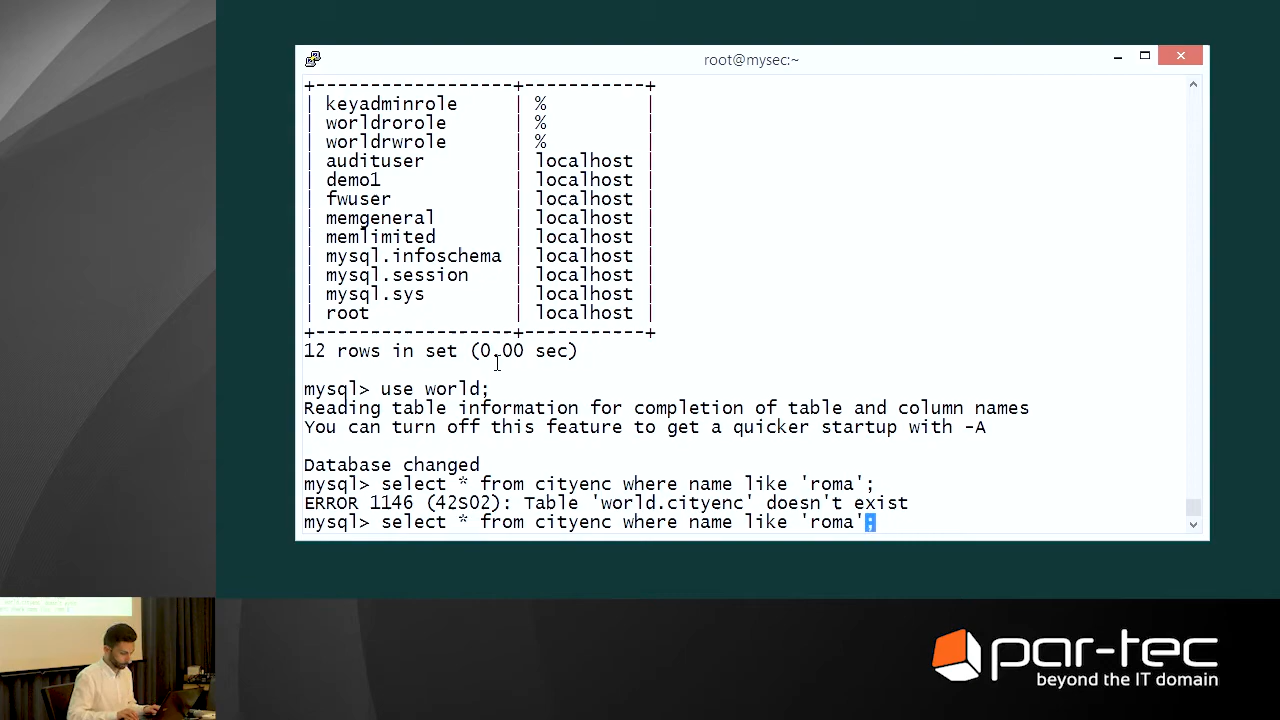 root@mysec:~
+------------------+-----------+
| keyadminrole | % |
| worldrorole | % |
| worldrwrole | % |
| audituser | localhost |
| demo1 | localhost |
| fwuser | localhost |
| memgeneral | localhost |
| memlimited | localhost |
| mysql.infoschema | localhost |
| mysql.session | localhost |
| mysql.sys | localhost |
| root | localhost |
+------------------+-----------+
12 rows in set (0.00 sec)
mysql> use world;
Reading table information for completion of table and column names
You can turn off this feature to get a quicker startup with -A
Database changed
mysql> select * from cityenc where name like 'roma';
ERROR 1146 (42S02): Table 'world.cityenc' doesn't exist
mysql> select * from cityenc where name like 'roma';
par-tec
beyond the IT domain